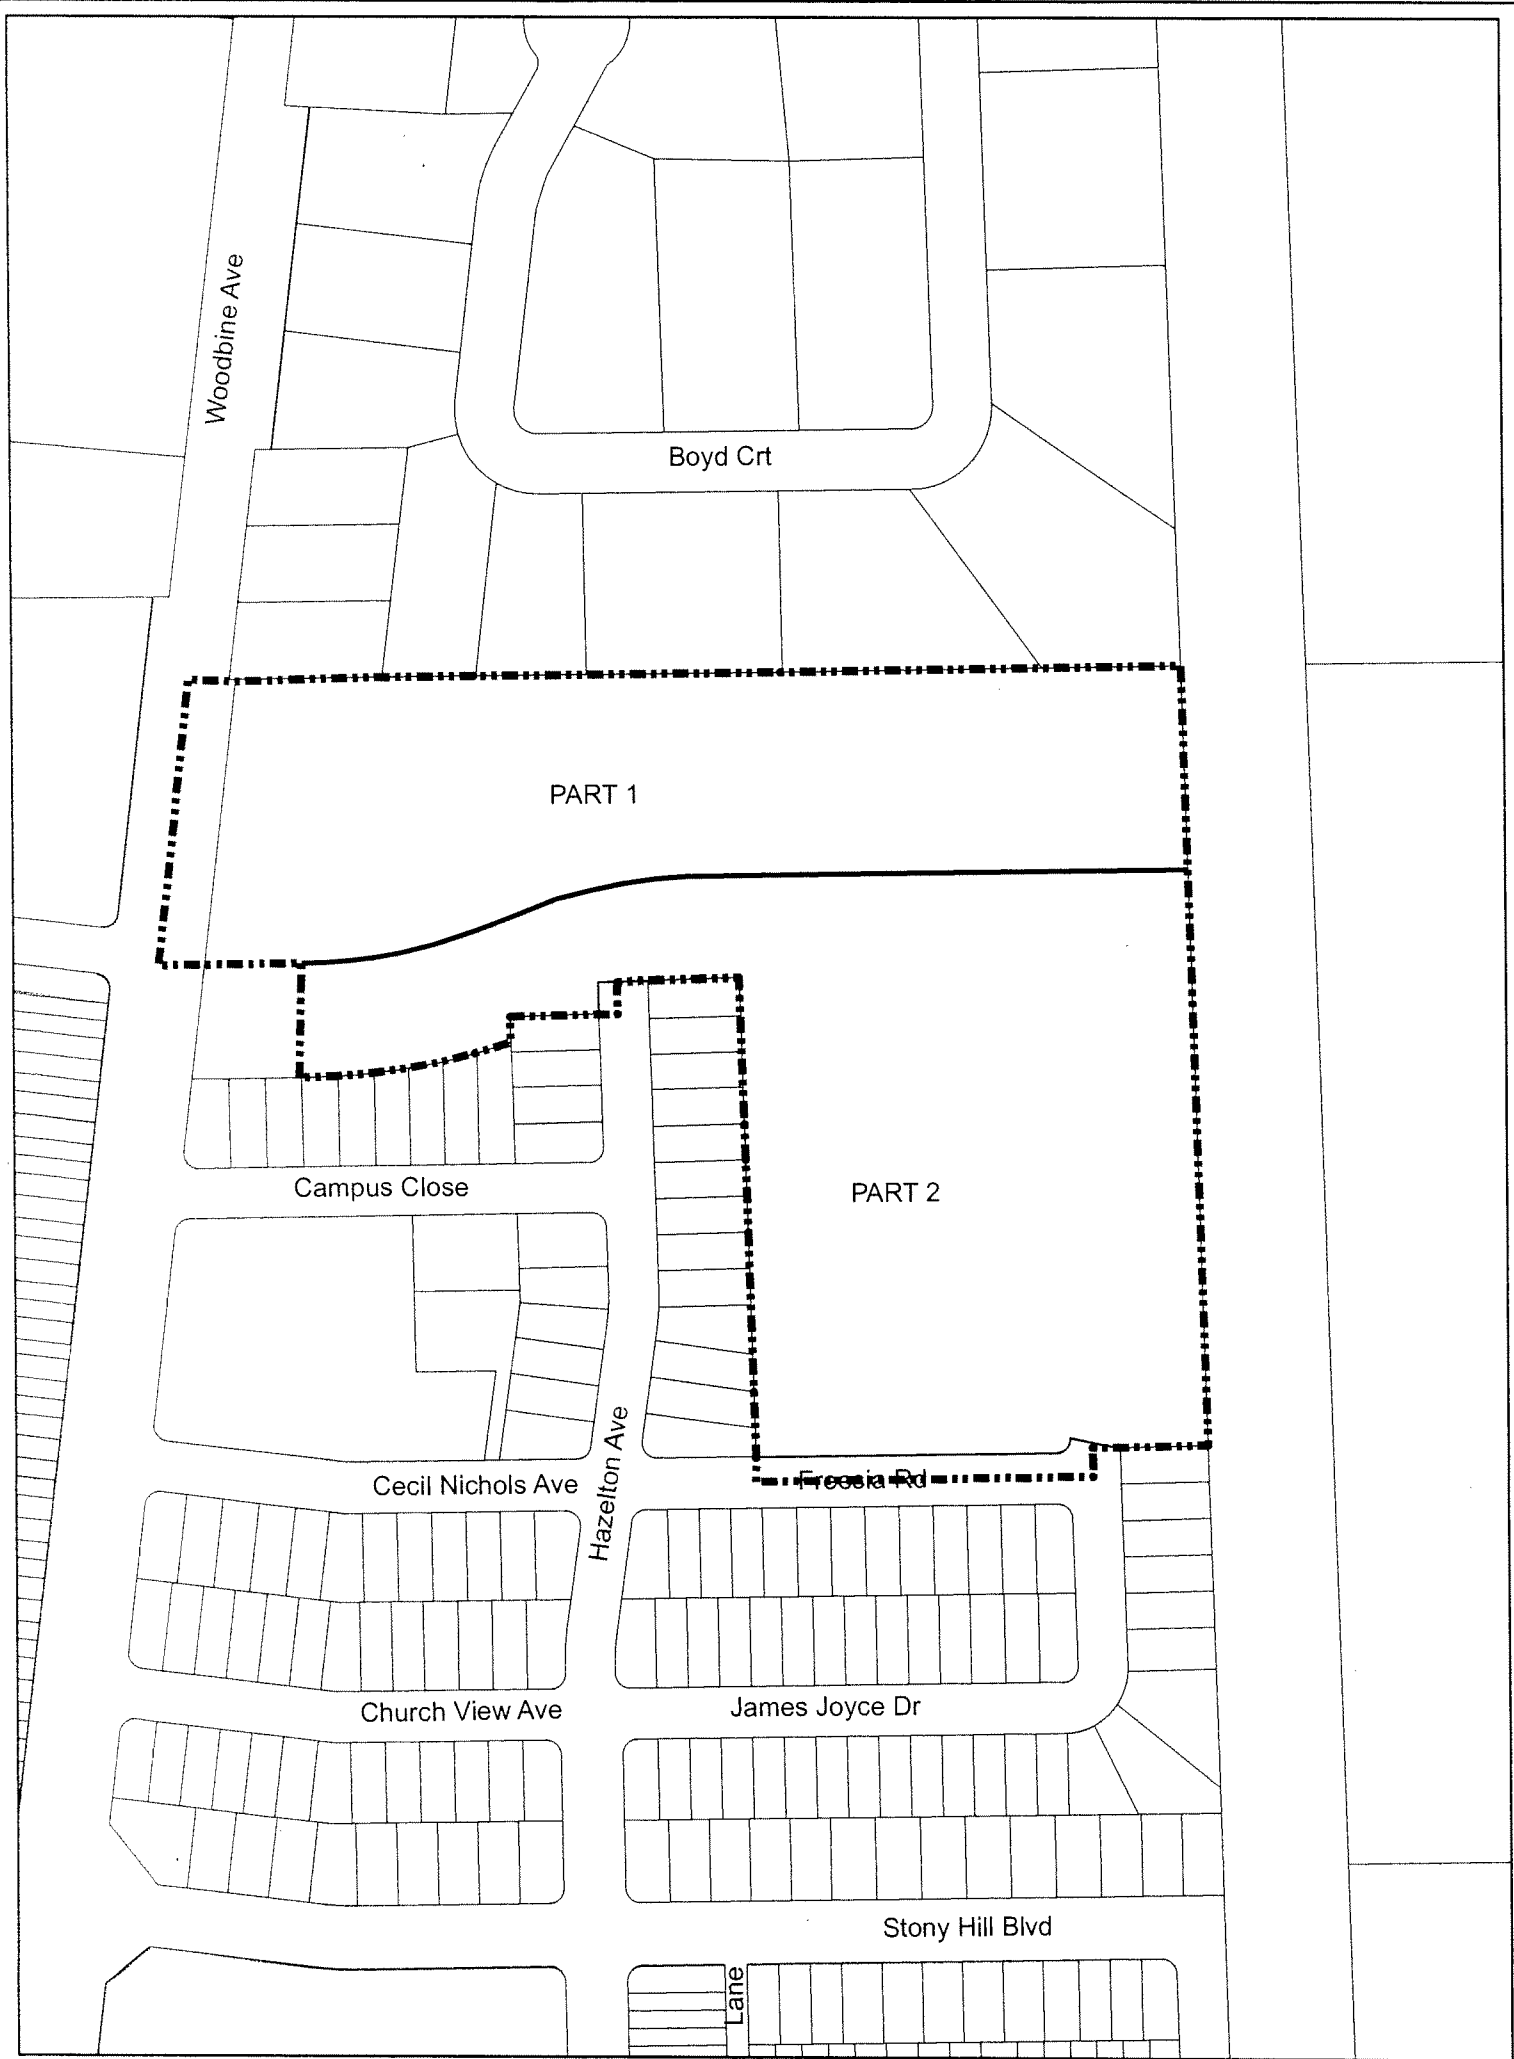 Woodbine Ave
Boyd Crt
PART 1
Campus Close
PART 2
Hazelton Ave
Cecil Nichols Ave
Freesia Rd
Church View Ave
James Joyce Dr
Stony Hill Blvd
Lane